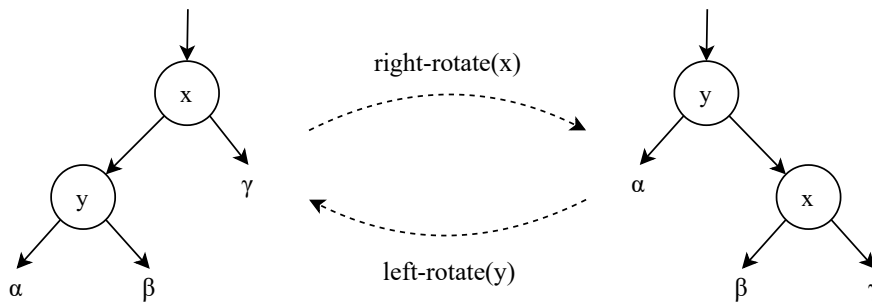 x
right-rotate(x)
y
y
γ
α
x
α
β
left-rotate(y)
β
γ